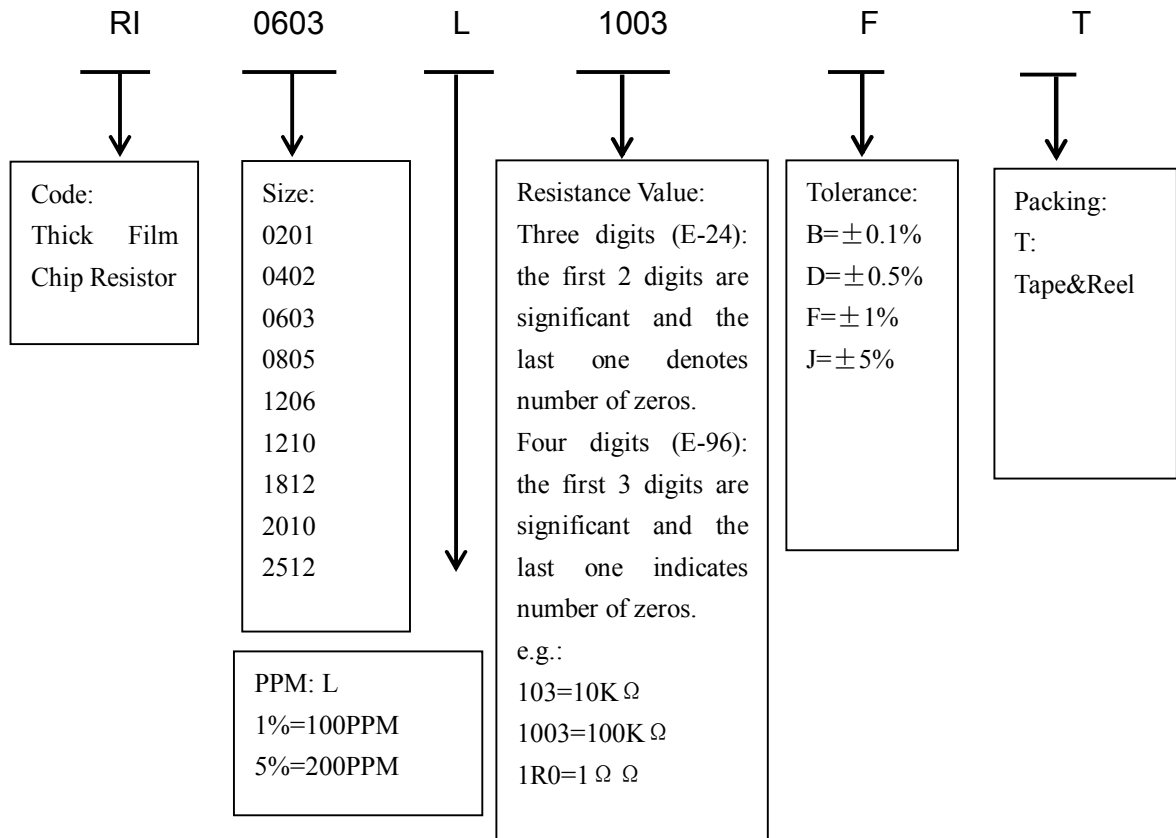 RI 0603 L 1003 F T
Code:
Thick Film
Chip Resistor
Size:
0201
0402
0603
0805
1206
1210
1812
2010
2512
PPM: L
1%=100PPM
5%=200PPM
Resistance Value:
Three digits (E-24):
the first 2 digits are
significant and the
last one denotes
number of zeros.
Four digits (E-96):
the first 3 digits are
significant and the
last one indicates
number of zeros.
e.g.:
103=10KΩ
1003=100KΩ
1R0=1ΩΩ
Tolerance:
B=±0.1%
D=±0.5%
F=±1%
J=±5%
Packing:
T:
Tape&Reel